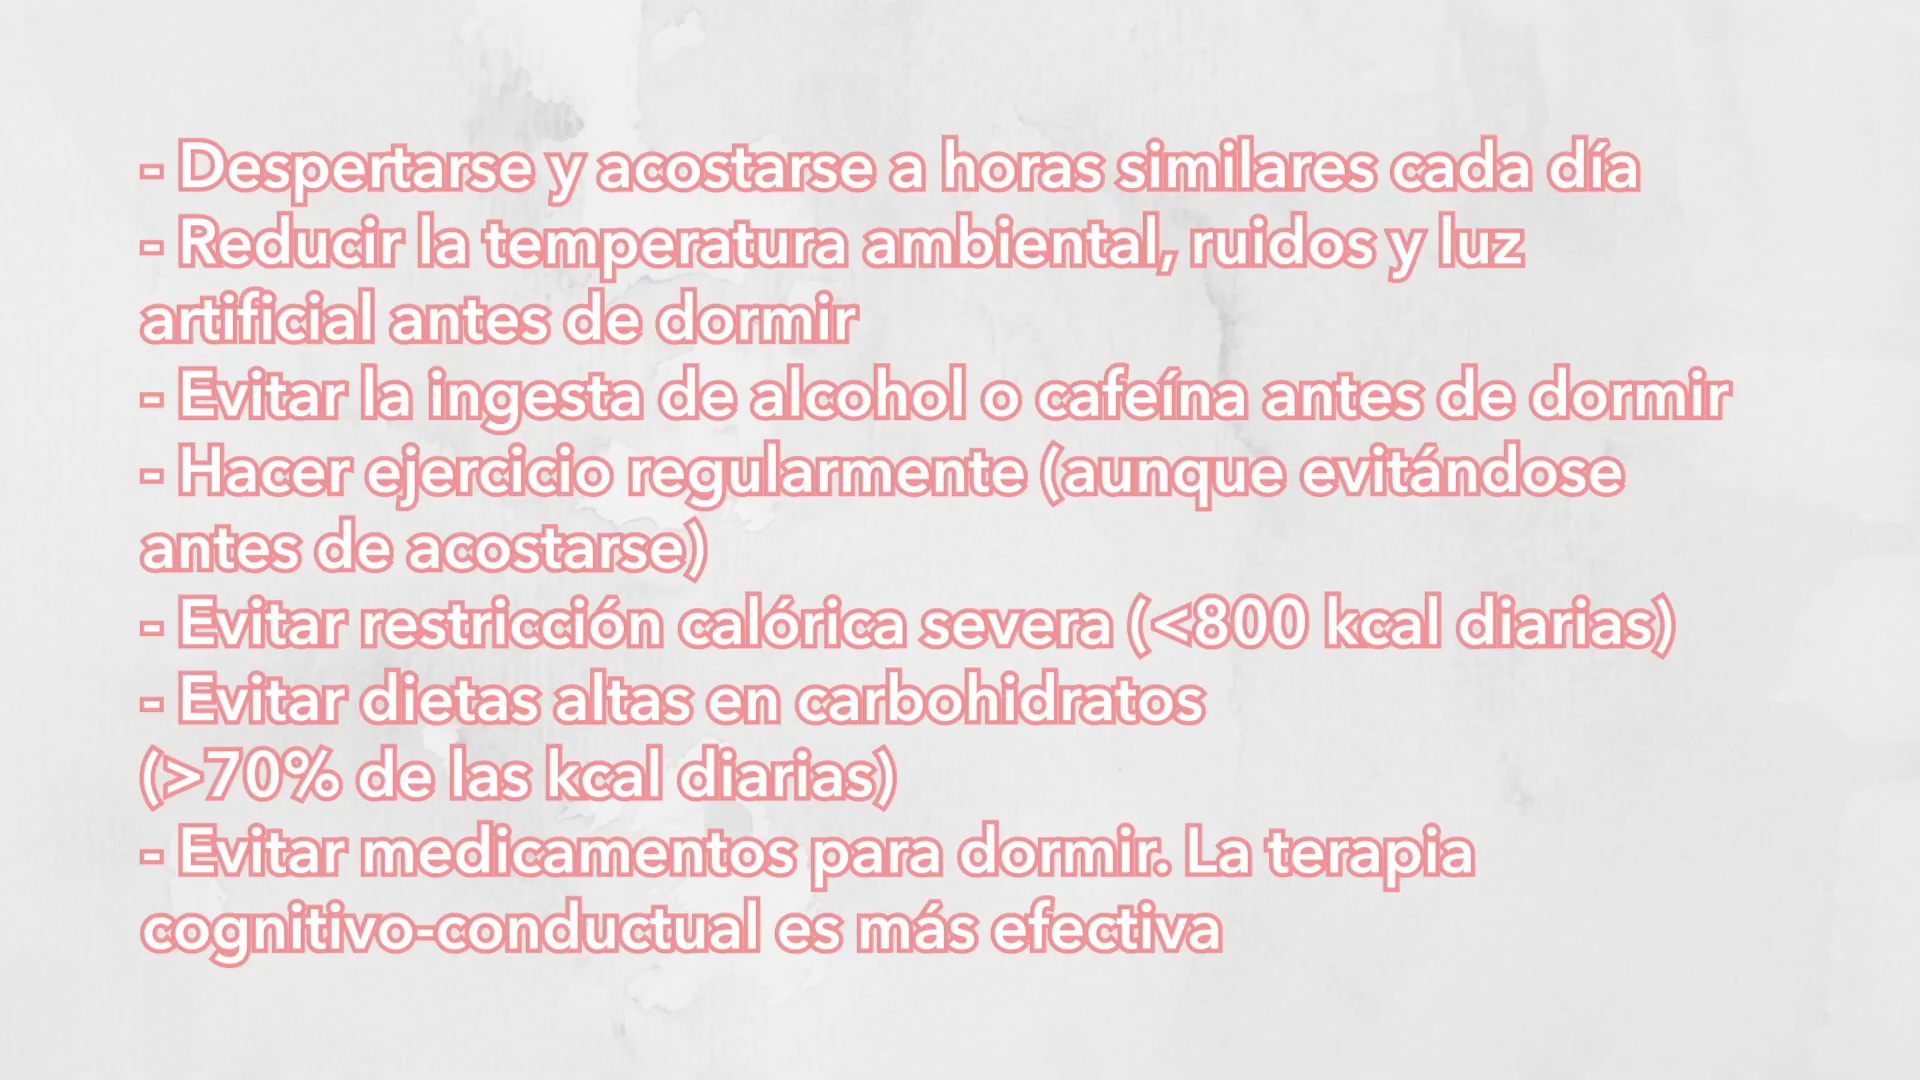 - Despertarse y acostarse a horas similares cada día
- Reducir la temperatura ambiental, ruidos y luz
artificial antes de dormir
- Evitar la ingesta de alcohol o cafeína antes de dormir
- Hacer ejercicio regularmente (aunque evitándose
antes de acostarse)
- Evitar restricción calórica severa (<800 kcal diarias)
- Evitar dietas altas en carbohidratos
(>70% de las kcal diarias)
- Evitar medicamentos para dormir. La terapia
cognitivo-conductual es más efectiva